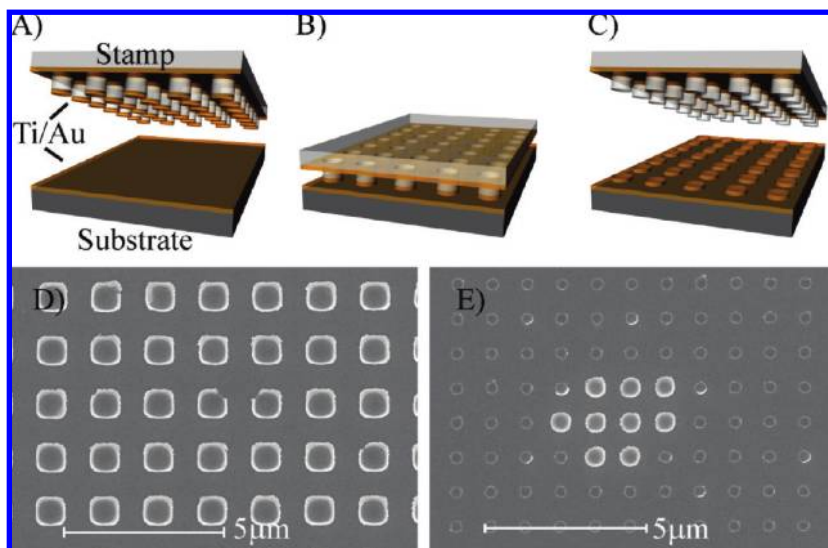 A)
B)
C)
Stamp
Ti/Au
Substrate
D)
E)
5μm
5μm